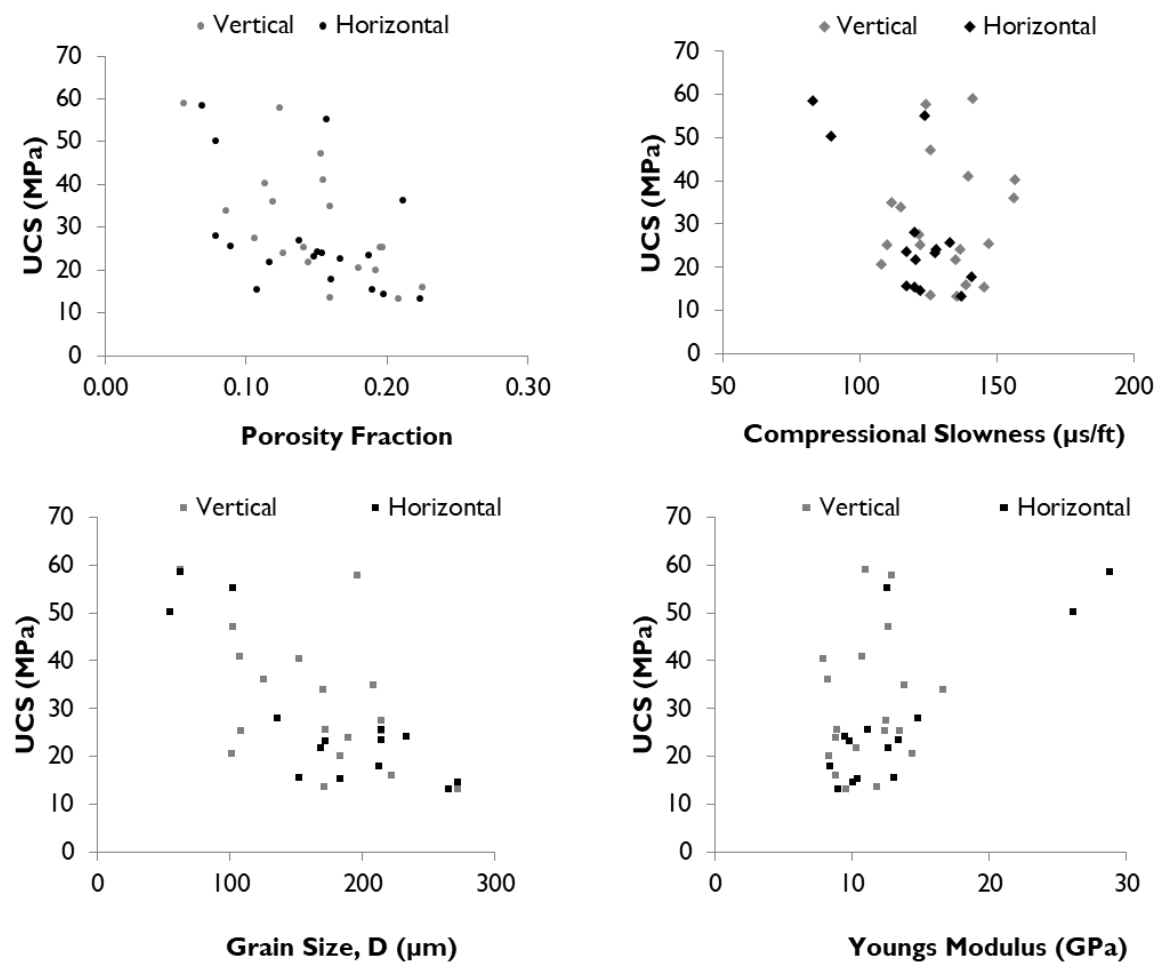 Vertical Horizontal
70
60
50
40
30
20
10
0
UCS (MPa)
0.00 0.10 0.20 0.30
Porosity Fraction
Vertical Horizontal
70
60
50
40
30
20
10
0
UCS (MPa)
50 100 150 200
Compressional Slowness (µs/ft)
Vertical Horizontal
70
60
50
40
30
20
10
0
UCS (MPa)
0 100 200 300
Grain Size, D (µm)
Vertical Horizontal
70
60
50
40
30
20
10
0
UCS (MPa)
0 10 20 30
Youngs Modulus (GPa)